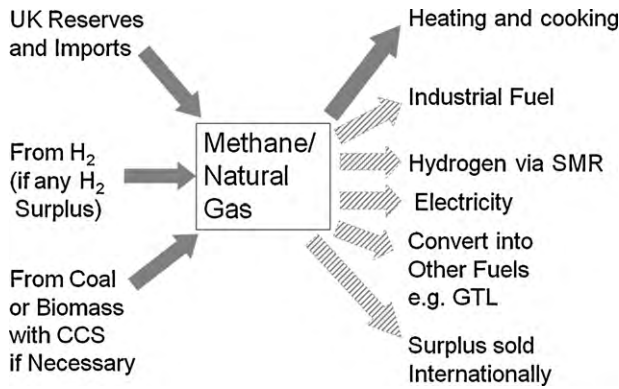 UK Reserves
and Imports
From H₂
(if any H₂
Surplus)
From Coal
or Biomass
with CCS
if Necessary
Methane/
Natural
Gas
Heating and cooking
Industrial Fuel
Hydrogen via SMR
Electricity
Convert into
Other Fuels
e.g. GTL
Surplus sold
Internationally